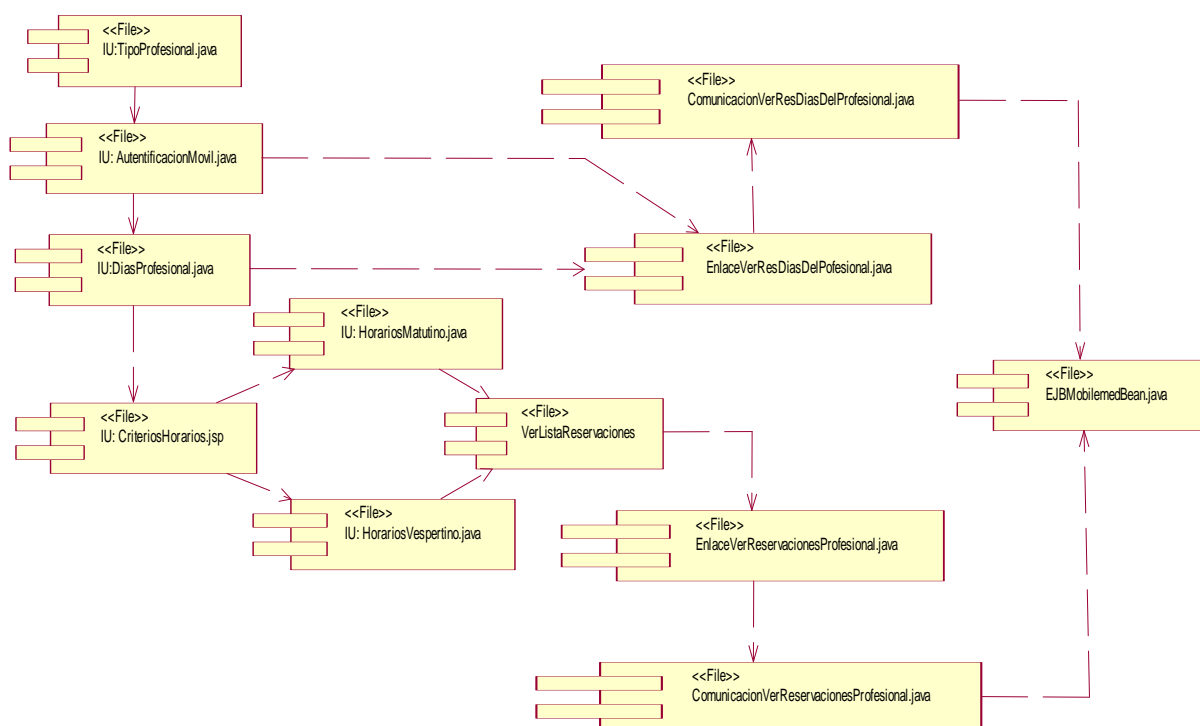 <<File>>
IU:TipoProfesional.java
<<File>>
IU: AutentificacionMovil.java
<<File>>
IU:DiasProfesional.java
<<File>>
IU: HorariosMatutino.java
<<File>>
IU: CriteriosHorarios.jsp
<<File>>
VerListaReservaciones
<<File>>
IU: HorariosVespertino.java
<<File>>
ComunicacionVerResDiasDelProfesional.java
<<File>>
EnlaceVerResDiasDelPofesional.java
<<File>>
EJBMobilemedBean.java
<<File>>
EnlaceVerReservacionesProfesional.java
<<File>>
ComunicacionVerReservacionesProfesional.java